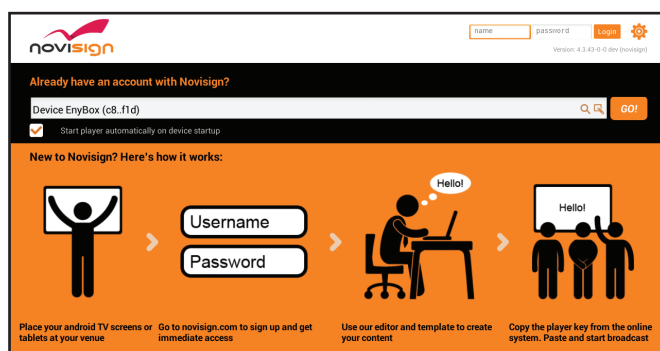 novisign
name
password
Login
Version: 4.3.43-0-0 dev (novisign)
Already have an account with Novisign?
Device EnyBox (c8..f1d)
GO!
Start player automatically on device startup
New to Novisign? Here's how it works:
Username
Password
Hello!
Hello!
Place your android TV screens or
tablets at your venue
Go to novisign.com to sign up and get
immediate access
Use our editor and template to create
your content
Copy the player key from the online
system. Paste and start broadcast